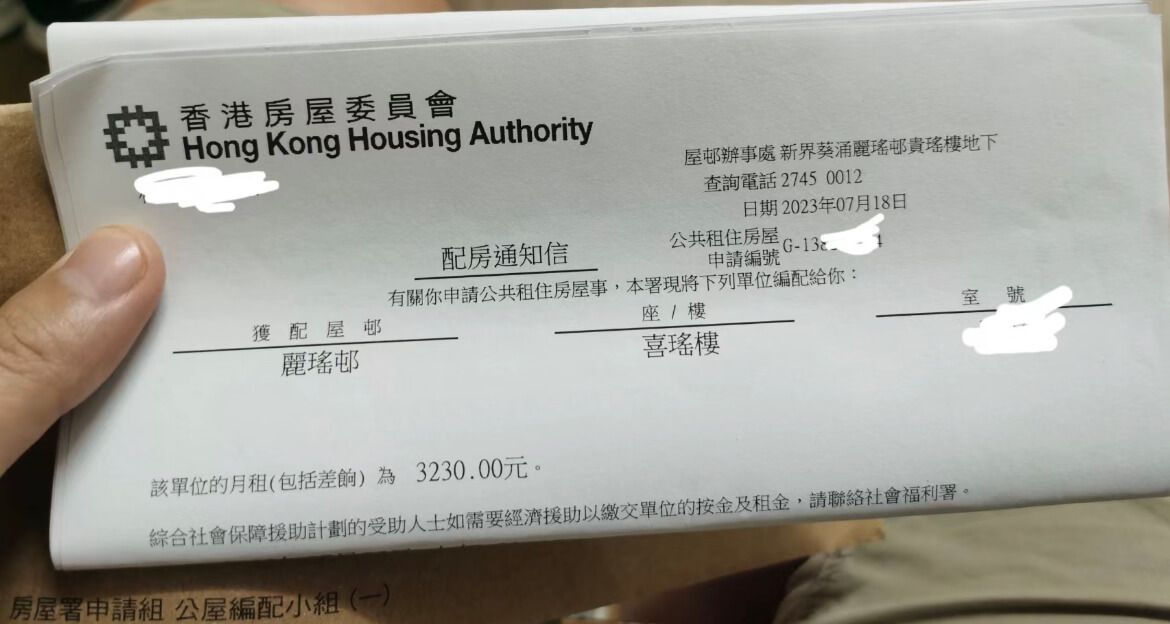 香港房屋委員會
Hong Kong Housing Authority
屋邨辦事處 新界葵涌麗瑤邨貴瑤樓地下
查詢電話 2745 0012
日期 2023年07月18日
公共租住房屋
申請編號 G-138
配房通知信
有關你申請公共租住房屋事，本署現將下列單位編配給你：
獲 配 屋 邨 座 / 樓 室 號
麗瑤邨 喜瑤樓
該單位的月租(包括差餉) 為 3230.00元。
綜合社會保障援助計劃的受助人士如需要經濟援助以繳交單位的按金及租金，請聯絡社會福利署。
房屋署申請組 公屋編配小組 (一)